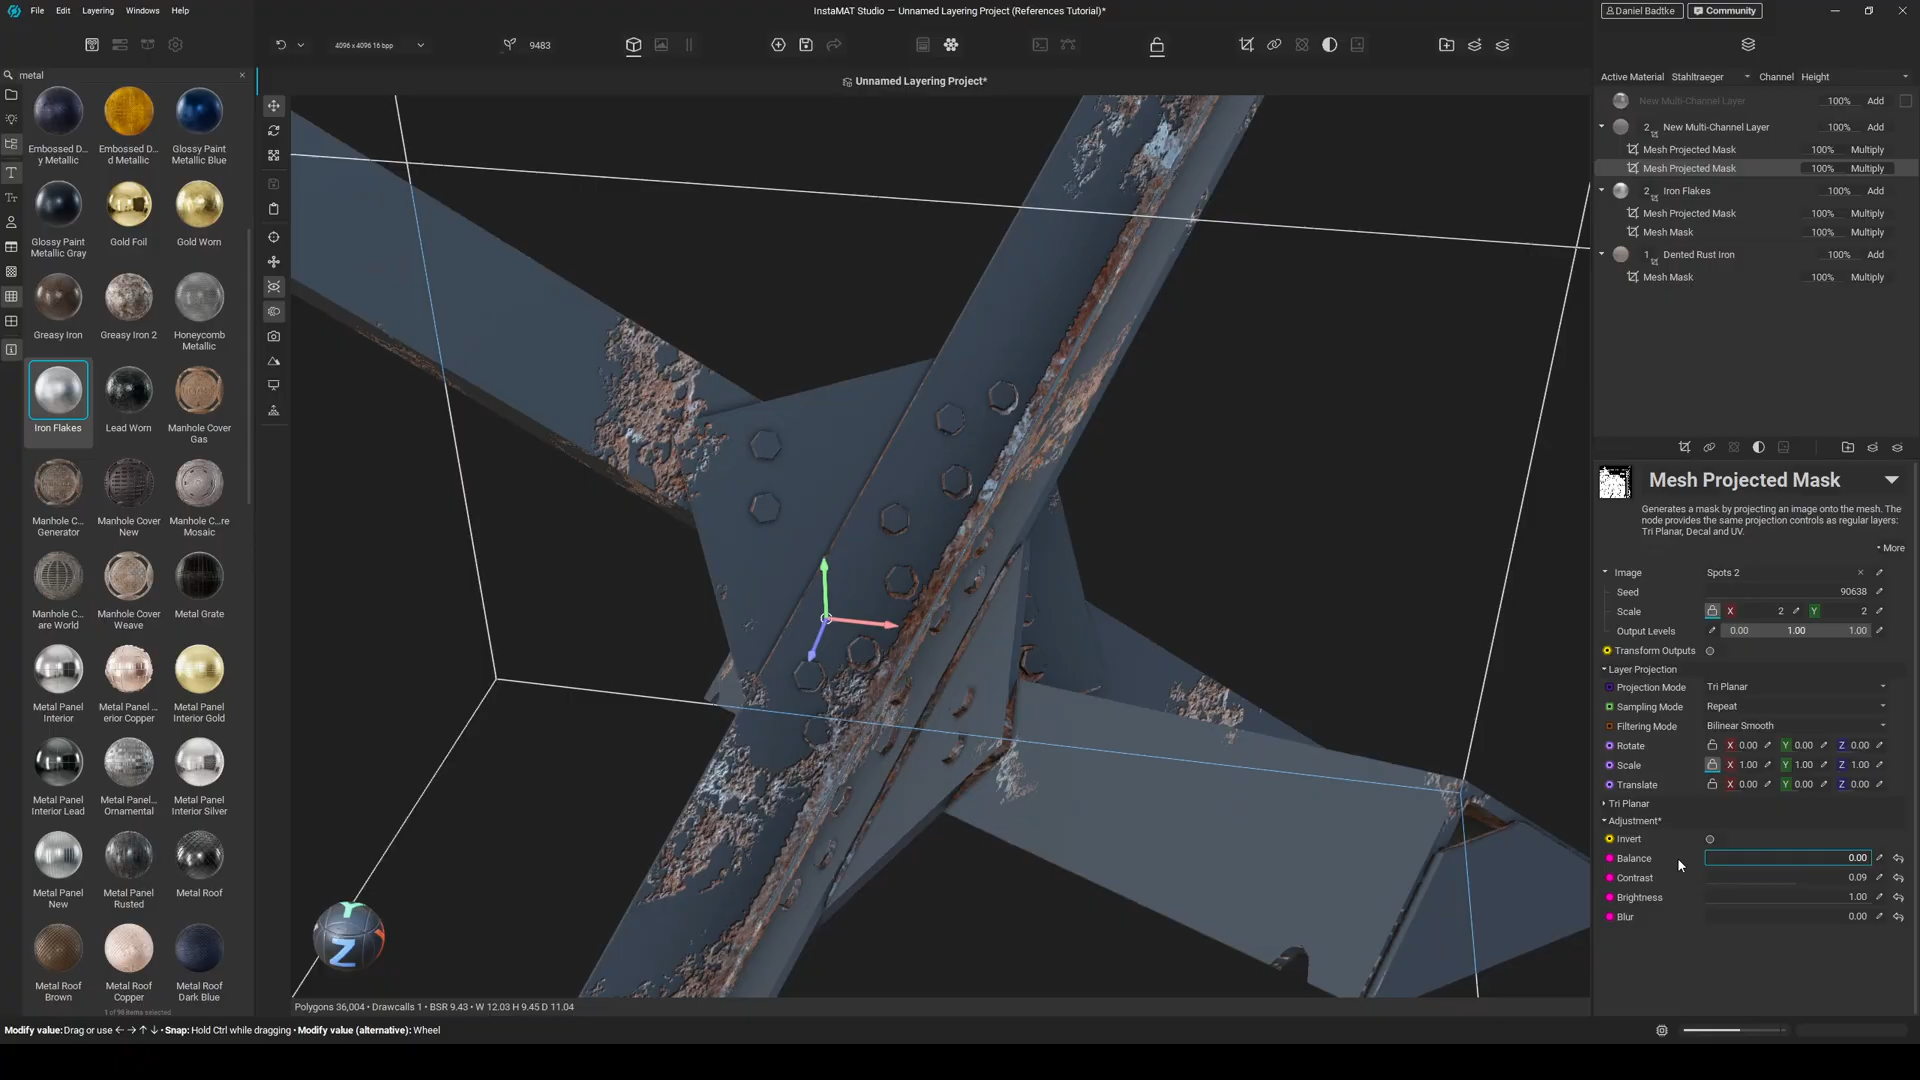 File Edit Layering Windows Help
InstaMAT Studio — Unnamed Layering Project (References Tutorial)*
Daniel Badtke Community
4096 x 4096 16 bpp
9483
Unnamed Layering Project*
metal
Embossed D...
y Metallic
Embossed D...
d Metallic
Glossy Paint
Metallic Blue
Glossy Paint
Metallic Gray
Gold Foil
Gold Worn
Greasy Iron
Greasy Iron 2
Honeycomb
Metallic
Iron Flakes
Lead Worn
Manhole Cover
Gas
Manhole C...
Generator
Manhole Cover
New
Manhole C...re
Mosaic
Manhole C...
are World
Manhole Cover
Weave
Metal Grate
Metal Panel
Interior
Metal Panel ...
erior Copper
Metal Panel
Interior Gold
Metal Panel
Interior Lead
Metal Panel...
Ornamental
Metal Panel
Interior Silver
Metal Panel
New
Metal Panel
Rusted
Metal Roof
Metal Roof
Brown
Metal Roof
Copper
Metal Roof
Dark Blue
1 of 98 items selected
Y
Z
Polygons 36,004 • Drawcalls 1 • BSR 9.43 • W 12.03 H 9.45 D 11.04
Active Material Stahltraeger Channel Height
New Multi-Channel Layer 100% Add
2 New Multi-Channel Layer 100% Add
Mesh Projected Mask 100% Multiply
Mesh Projected Mask 100% Multiply
2 Iron Flakes 100% Add
Mesh Projected Mask 100% Multiply
Mesh Mask 100% Multiply
1 Dented Rust Iron 100% Add
Mesh Mask 100% Multiply
Mesh Projected Mask
Generates a mask by projecting an image onto the mesh. The
node provides the same projection controls as regular layers:
Tri Planar, Decal and UV.
• More
Image Spots 2
Seed 90638
Scale X 2 Y 2
Output Levels 0.00 1.00 1.00
Transform Outputs
Layer Projection
Projection Mode Tri Planar
Sampling Mode Repeat
Filtering Mode Bilinear Smooth
Rotate X 0.00 Y 0.00 Z 0.00
Scale X 1.00 Y 1.00 Z 1.00
Translate X 0.00 Y 0.00 Z 0.00
Tri Planar
Adjustment*
Invert
Balance 0.00
Contrast 0.09
Brightness 1.00
Blur 0.00
Modify value: Drag or use ← → ↑ ↓ • Snap: Hold Ctrl while dragging • Modify value (alternative): Wheel